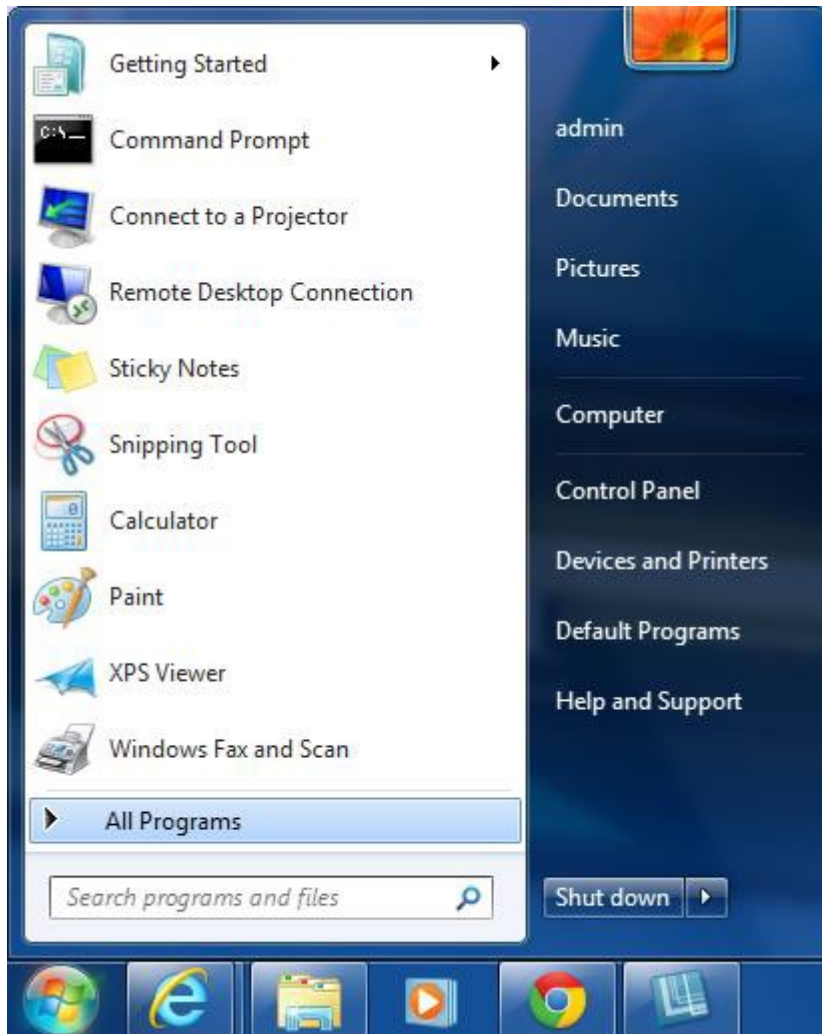 Getting Started
Command Prompt
Connect to a Projector
Remote Desktop Connection
Sticky Notes
Snipping Tool
Calculator
Paint
XPS Viewer
Windows Fax and Scan
All Programs
Search programs and files
admin
Documents
Pictures
Music
Computer
Control Panel
Devices and Printers
Default Programs
Help and Support
Shut down